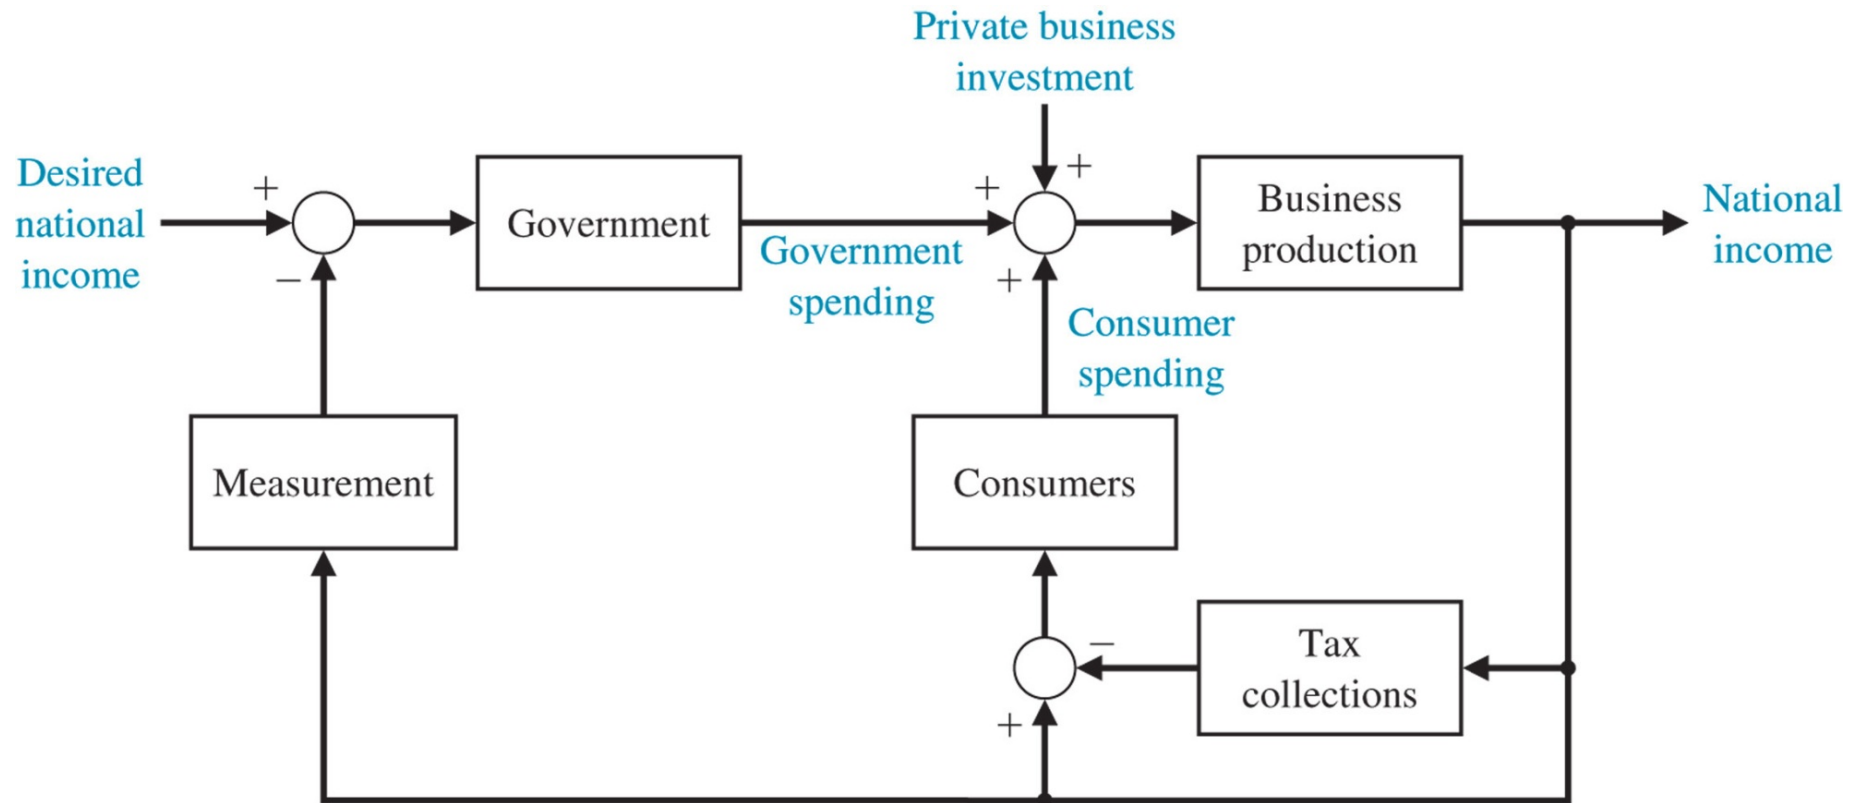 Private business
investment
Desired
national
income
+
−
Government
Government
spending
+
+
+
Business
production
National
income
Consumer
spending
Measurement
Consumers
−
+
Tax
collections